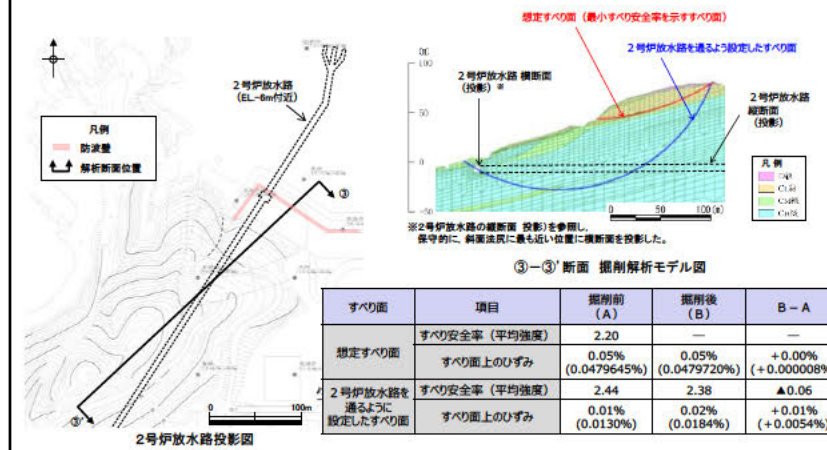 2号炉放水路
(EL-6m付近)
凡例
防波壁
解析断面位置
③
③'
0
100m
2号炉放水路投影図
想定すべり面（最小すべり安全率を示すすべり面）
2号炉放水路を通るよう設定したすべり面
2号炉放水路 横断面
(投影) ※
2号炉放水路
縦断面
(投影)
100
50
0
-50
0 50 100(m)
凡例
※2号炉放水路の縦断面 投影)を参照し、
保守的に、斜面法尻に最も近い位置に横断面を投影した。
③－③'断面 掘削解析モデル図
すべり面 項目 掘削前（A） 掘削後（B） B－A
想定すべり面 すべり安全率（平均強度） 2.20 — —
すべり面上のひずみ 0.05% (0.0479645%) 0.05% (0.0479720%) +0.00% (+0.000008%
2号炉放水路を通るように設定したすべり面 すべり安全率（平均強度） 2.44 2.38 ▲0.06
すべり面上のひずみ 0.01% (0.0130%) 0.02% (0.0184%) +0.01% (+0.0054%)